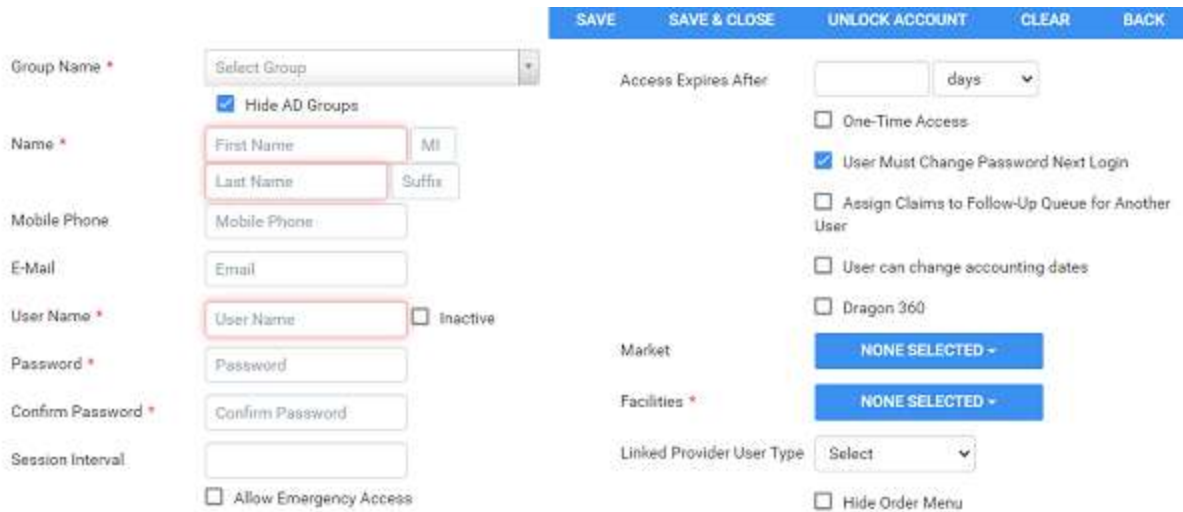 SAVE SAVE & CLOSE UNLOCK ACCOUNT CLEAR BACK
Group Name * Select Group
Hide AD Groups
Name * First Name MI
Last Name Suffix
Mobile Phone Mobile Phone
E-Mail Email
User Name * User Name Inactive
Password * Password
Confirm Password * Confirm Password
Session Interval
Allow Emergency Access
Access Expires After days
One-Time Access
User Must Change Password Next Login
Assign Claims to Follow-Up Queue for Another
User
User can change accounting dates
Dragon 360
Market NONE SELECTED
Facilities * NONE SELECTED
Linked Provider User Type Select
Hide Order Menu